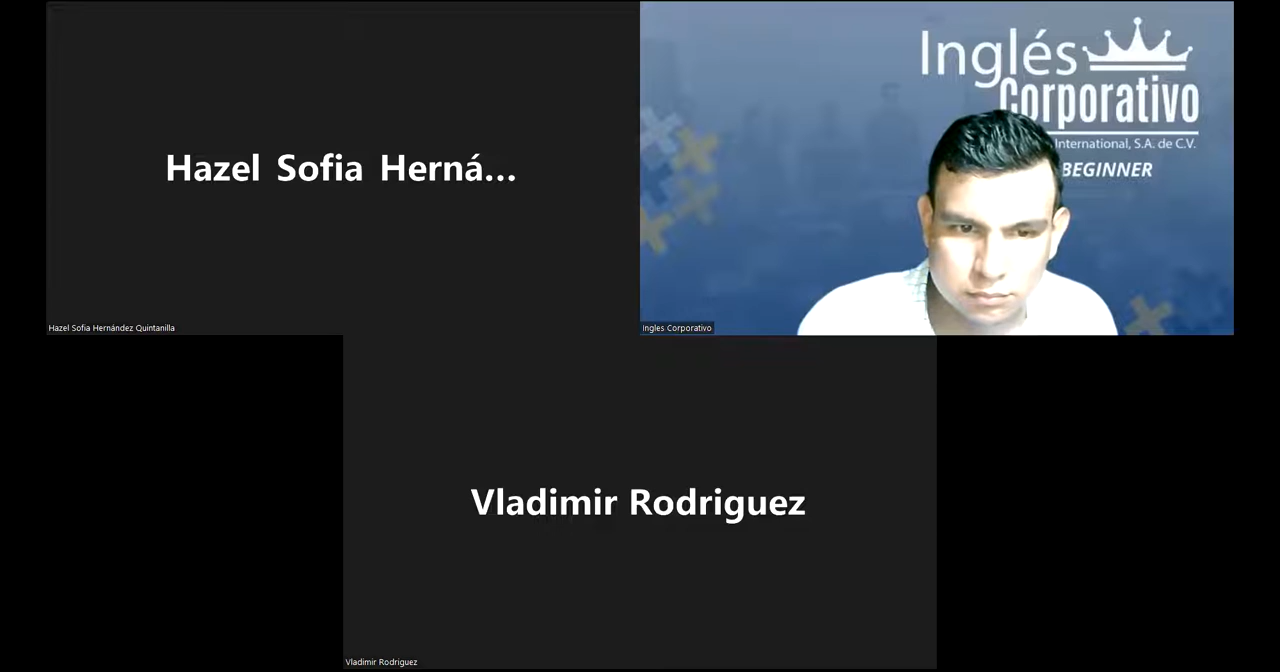 Hazel Sofia Herná...
Hazel Sofia Hernández Quintanilla
Inglés
Corporativo
International, S.A. de C.V.
BEGINNER
Ingles Corporativo
Vladimir Rodriguez
Vladimir Rodriguez